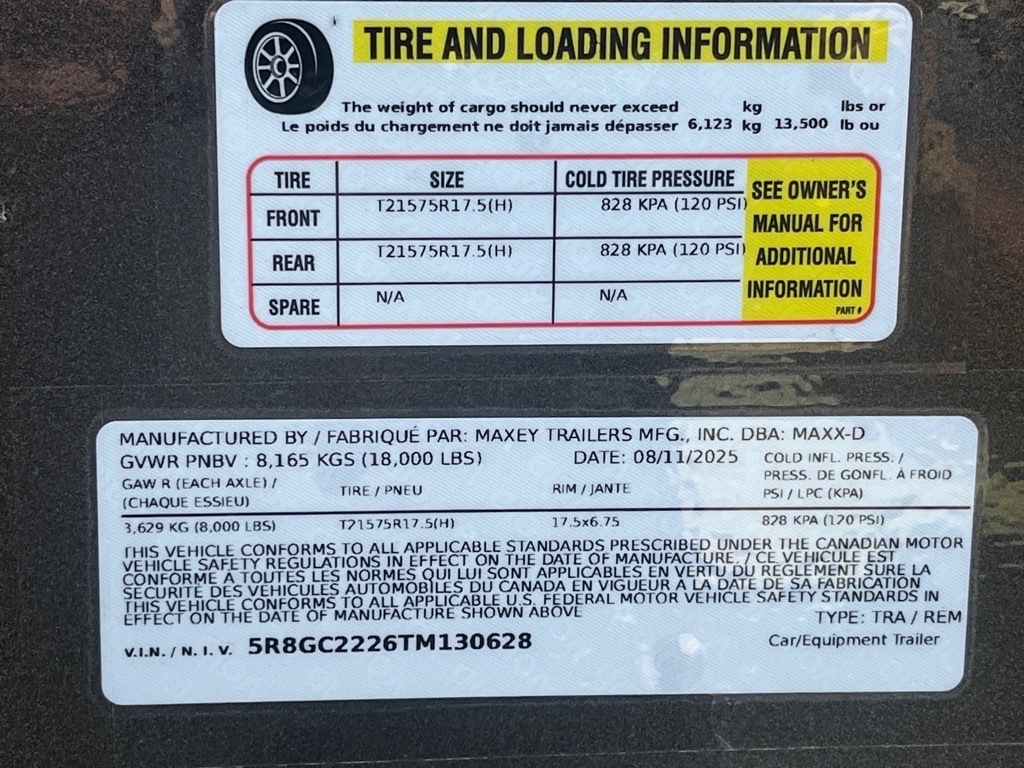 TIRE AND LOADING INFORMATION
The weight of cargo should never exceed kg lbs or
Le poids du chargement ne doit jamais dépasser 6,123 kg 13,500 lb ou
TIRE SIZE COLD TIRE PRESSURE
FRONT T21575R17.5(H) 828 KPA (120 PSI)
REAR T21575R17.5(H) 828 KPA (120 PSI)
SPARE N/A N/A
SEE OWNER'S
MANUAL FOR
ADDITIONAL
INFORMATION
PART #
MANUFACTURED BY / FABRIQUÉ PAR: MAXEY TRAILERS MFG., INC. DBA: MAXX-D
GVWR PNBV : 8,165 KGS (18,000 LBS) DATE: 08/11/2025
GAW R (EACH AXLE) /
(CHAQUE ESSIEU)
TIRE / PNEU
RIM / JANTE
COLD INFL. PRESS. /
PRESS. DE GONFL. À FROID
PSI / LPC (KPA)
3,629 KG (8,000 LBS) T21575R17.5(H) 17.5x6.75 828 KPA (120 PSI)
THIS VEHICLE CONFORMS TO ALL APPLICABLE STANDARDS PRESCRIBED UNDER THE CANADIAN MOTOR
VEHICLE SAFETY REGULATIONS IN EFFECT ON THE DATE OF MANUFACTURE. / CE VEHICULE EST
CONFORME A TOUTES LES NORMES QUI LUI SONT APPLICABLES EN VERTU DU REGLEMENT SURE LA
SECURITE DES VEHICULES AUTOMOBILES DU CANADA EN VIGUEUR A LA DATE DE SA FABRICATION
THIS VEHICLE CONFORMS TO ALL APPLICABLE U.S. FEDERAL MOTOR VEHICLE SAFETY STANDARDS IN
EFFECT ON THE DATE OF MANUFACTURE SHOWN ABOVE
TYPE: TRA / REM
V.I.N. / N. I. V. 5R8GC2226TM130628
Car/Equipment Trailer